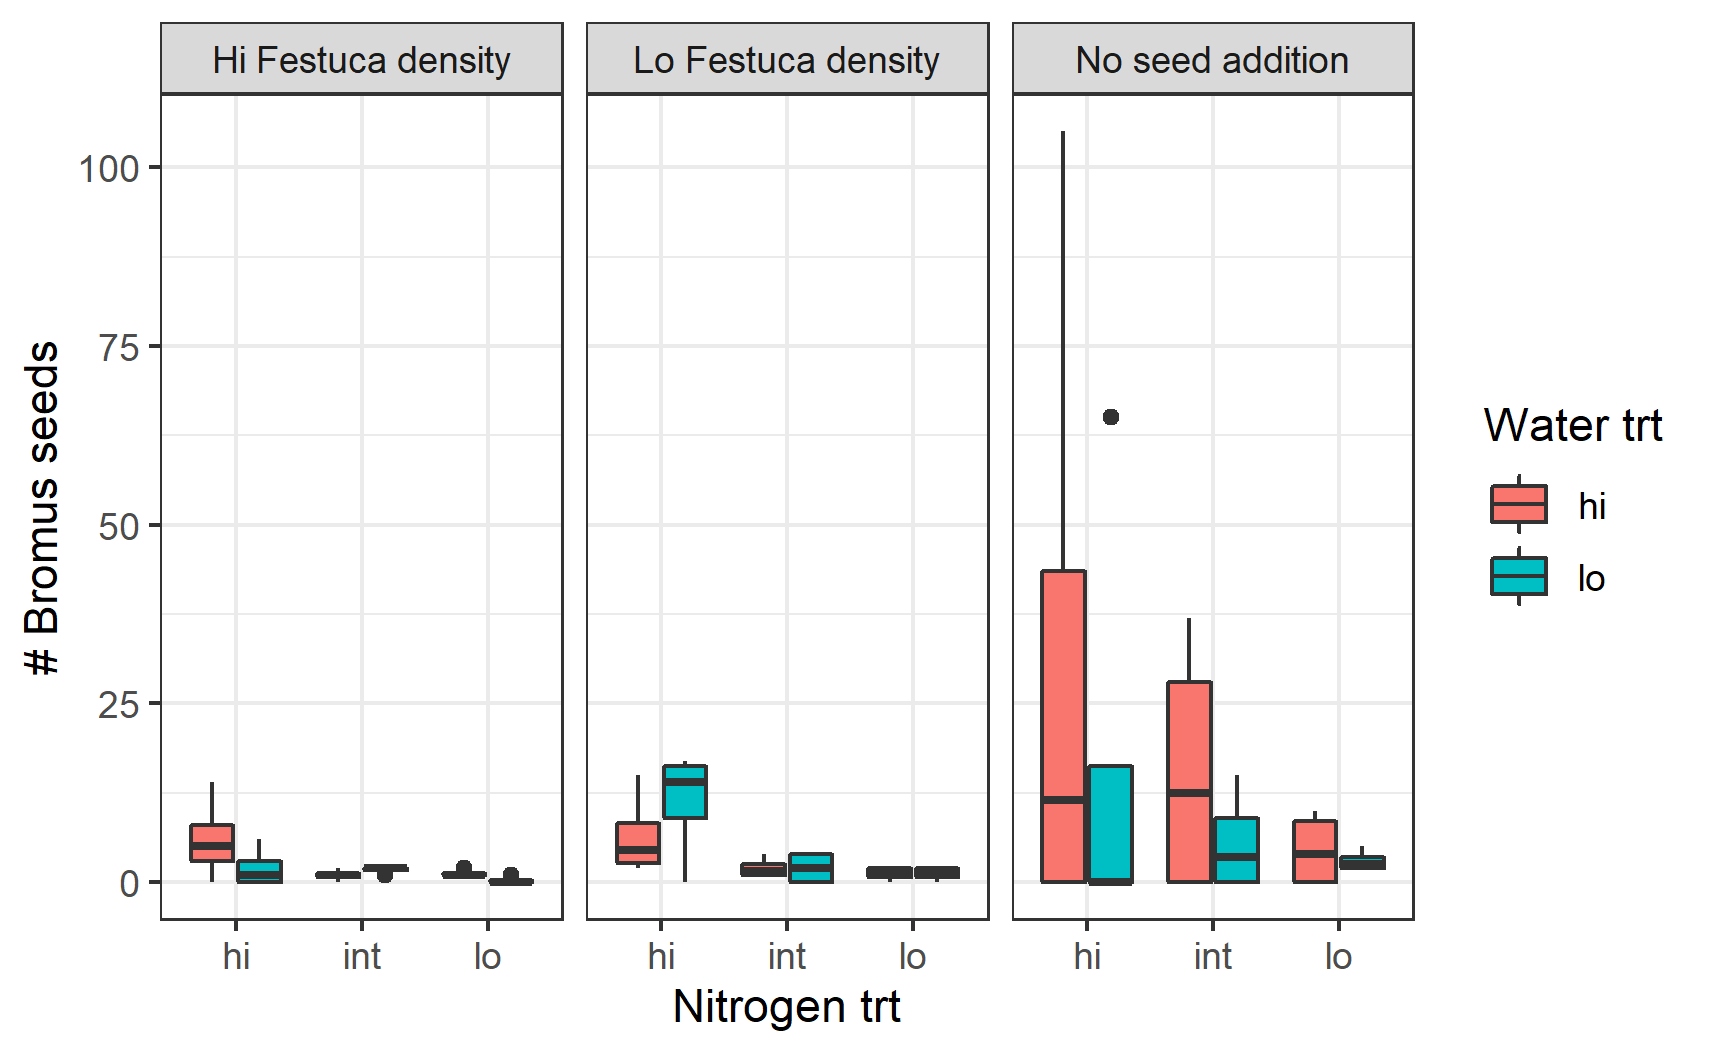 Hi Festuca density
Lo Festuca density
No seed addition
# Bromus seeds
100
75
50
25
0
hi int lo
hi int lo
hi int lo
Nitrogen trt
Water trt
hi
lo